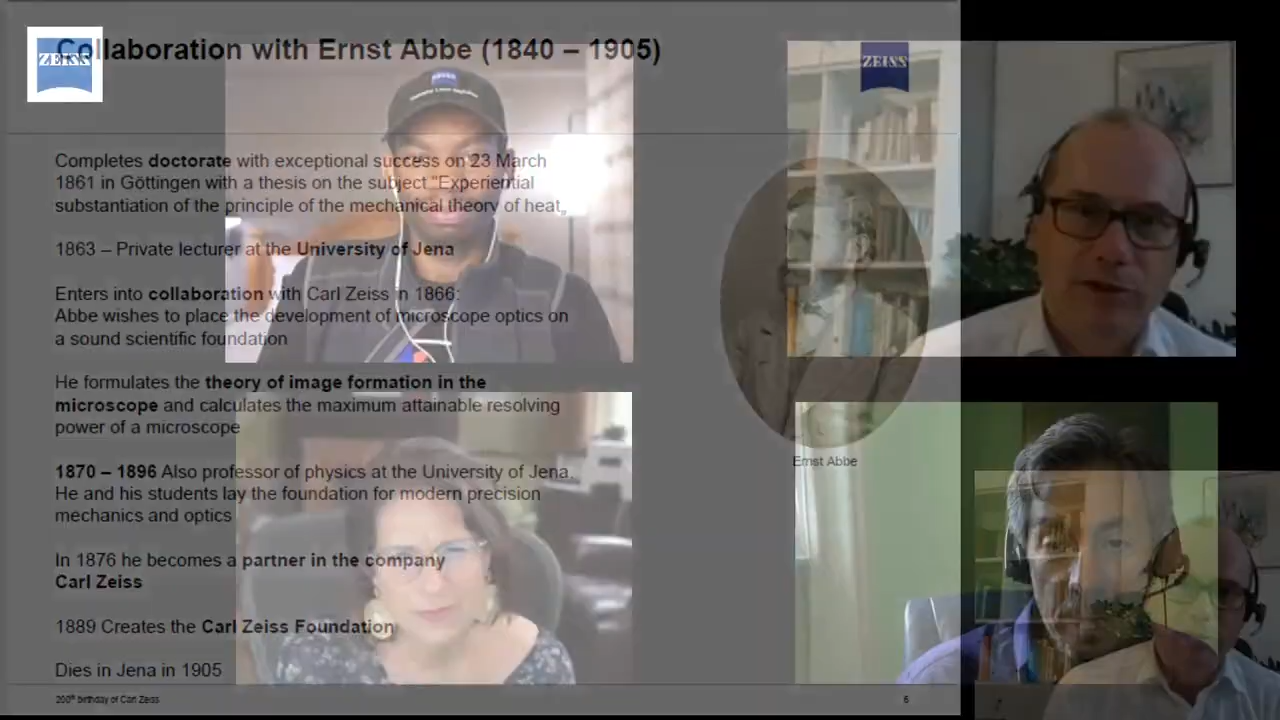 Collaboration with Ernst Abbe (1840 – 1905)
ZEISS
ZEISS
Completes doctorate with exceptional success on 23 March
1861 in Göttingen with a thesis on the subject "Experiential
substantiation of the principle of the mechanical theory of heat„
1863 – Private lecturer at the University of Jena
Enters into collaboration with Carl Zeiss in 1866:
Abbe wishes to place the development of microscope optics on
a sound scientific foundation
He formulates the theory of image formation in the
microscope and calculates the maximum attainable resolving
power of a microscope
Ernst Abbe
1870 – 1896 Also professor of physics at the University of Jena.
He and his students lay the foundation for modern precision
mechanics and optics
In 1876 he becomes a partner in the company
Carl Zeiss
1889 Creates the Carl Zeiss Foundation
Dies in Jena in 1905
200th birthday of Carl Zeiss
6